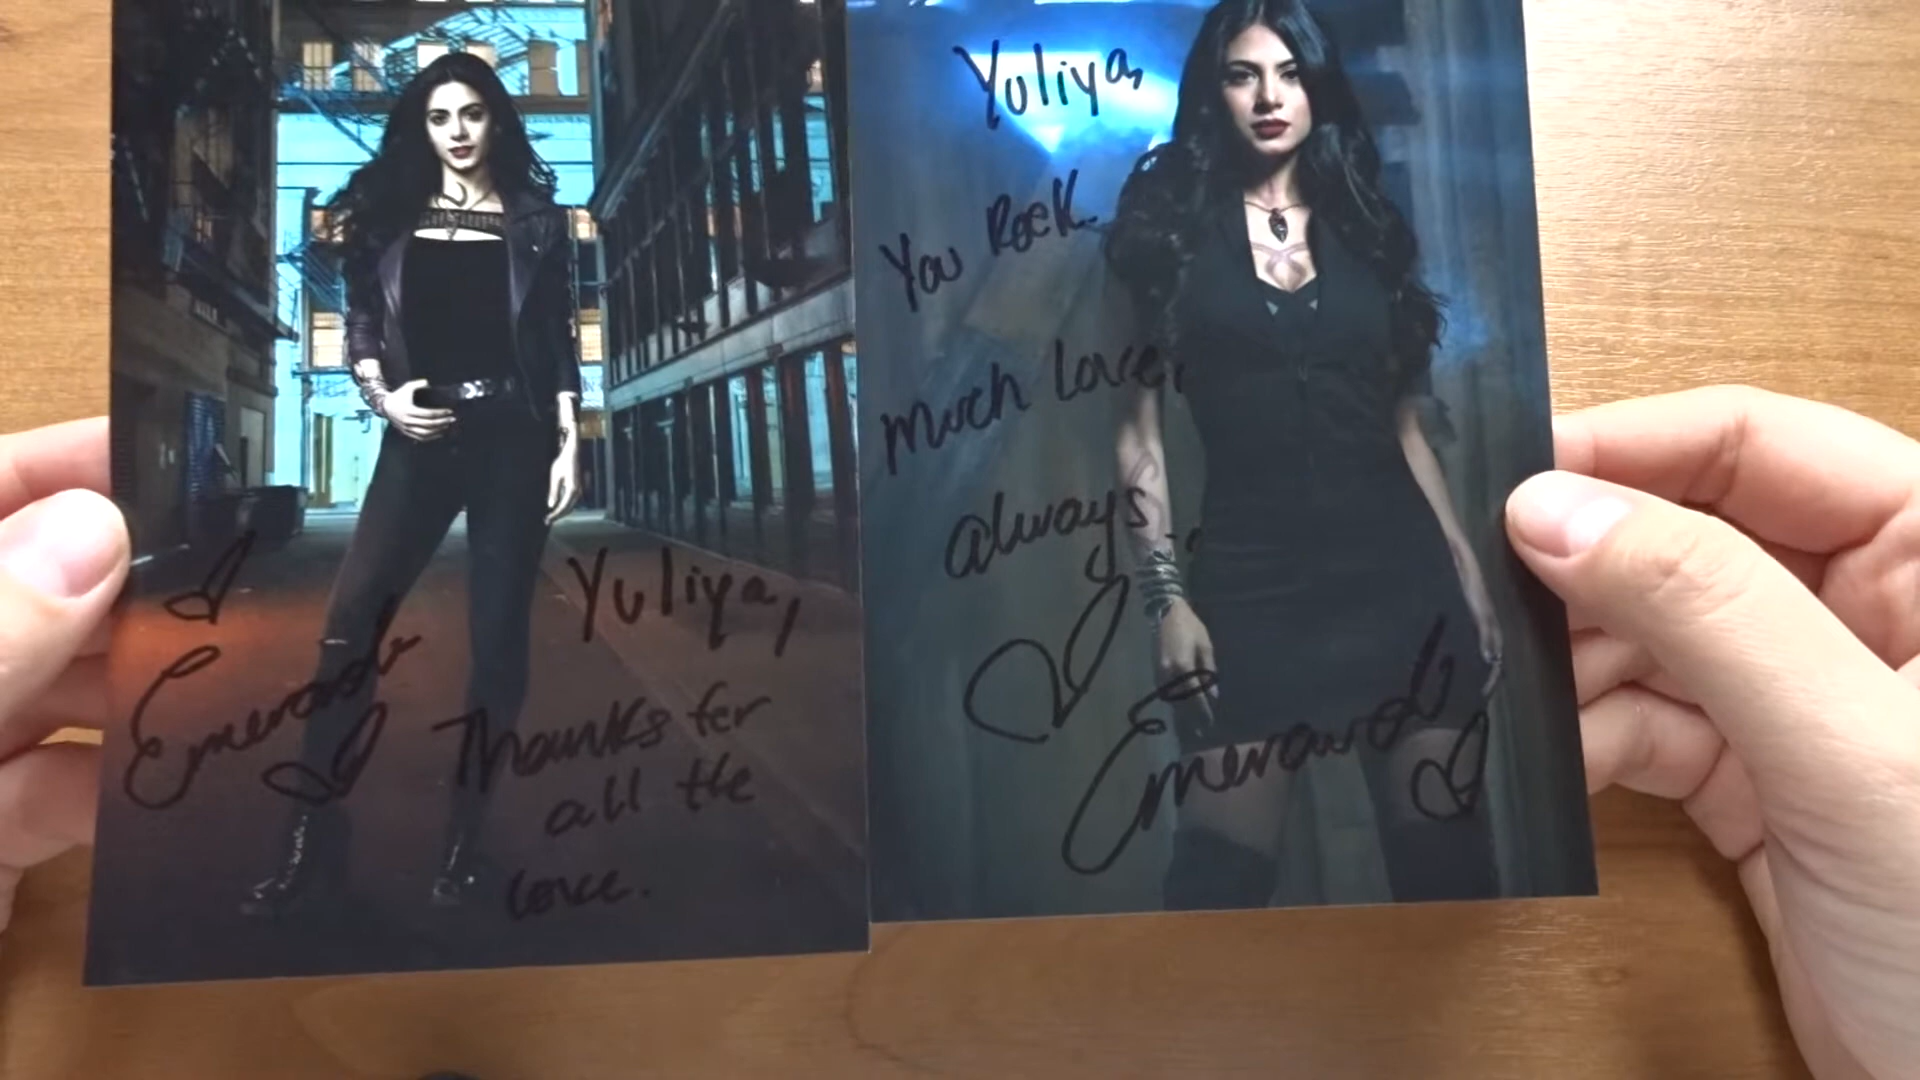 Yuliya,
Thanks for
all the
love.
Emeraude
Yuliya,
You Rock.
Much Love,
always
Emeraude